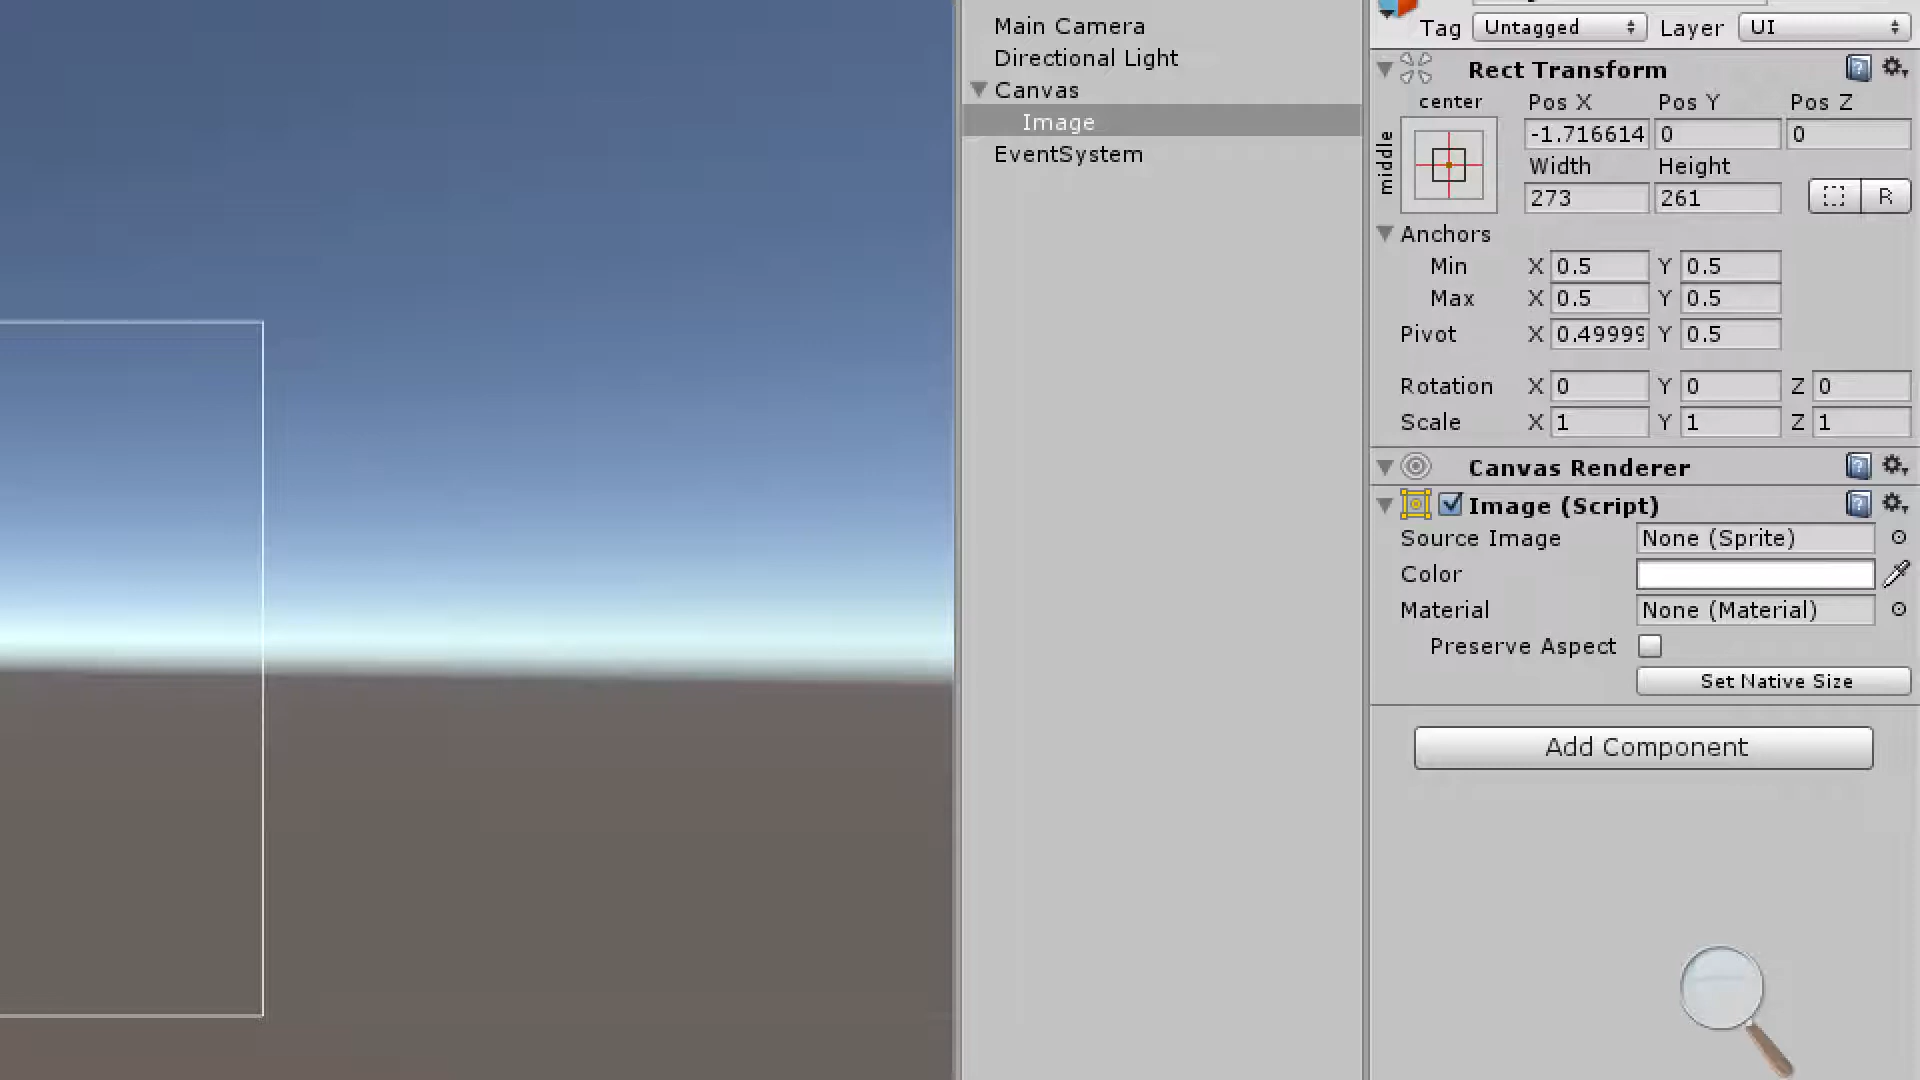 Main Camera
Directional Light
Canvas
Image
EventSystem
Tag Untagged Layer UI
Rect Transform
center Pos X Pos Y Pos Z
middle
-1.716614 0 0
Width Height
273 261 R
Anchors
Min X 0.5 Y 0.5
Max X 0.5 Y 0.5
Pivot X 0.49999 Y 0.5
Rotation X 0 Y 0 Z 0
Scale X 1 Y 1 Z 1
Canvas Renderer
Image (Script)
Source Image None (Sprite)
Color
Material None (Material)
Preserve Aspect
Set Native Size
Add Component